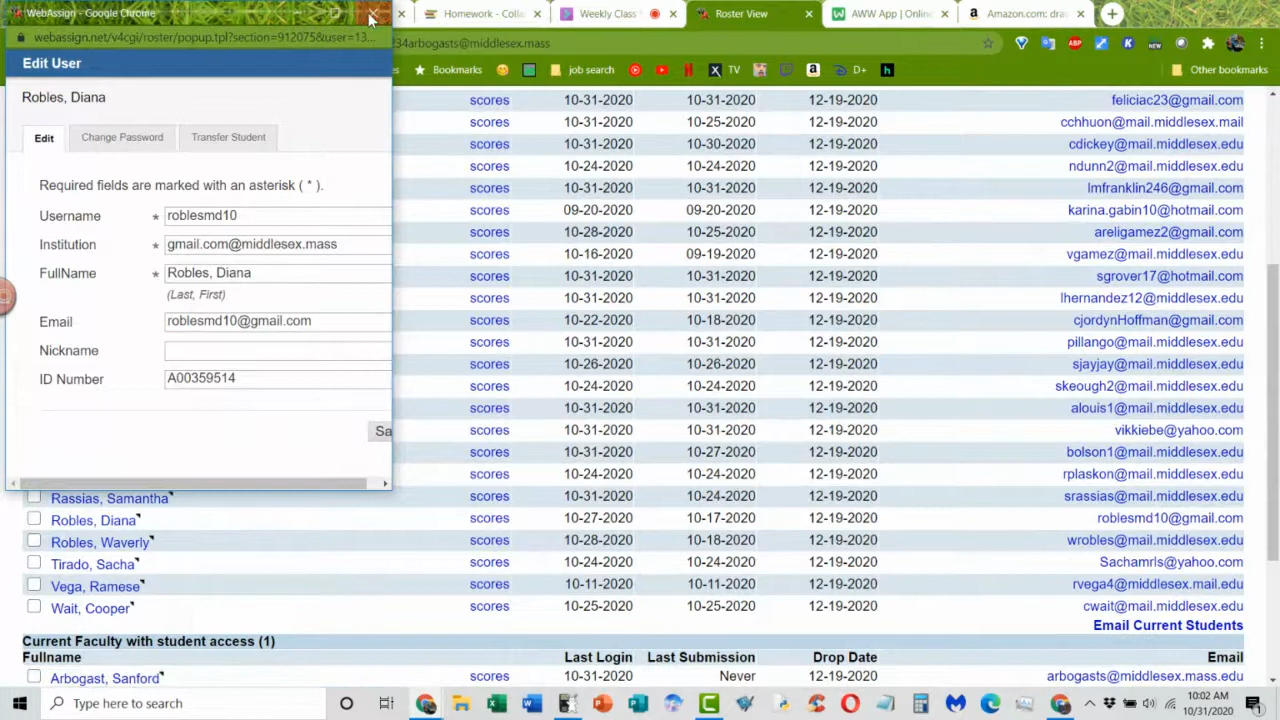 WebAssign - Google Chrome
Homework - Colla
Weekly Class
Roster View
AWW App | Online
Amazon.com: dra
webassign.net/v4cgi/roster/popup.tpl?section=912075&user=13...
234arbogasts@middlesex.mass
Bookmarks
job search
TV
D+
Other bookmarks
Edit User
Robles, Diana
Edit
Change Password
Transfer Student
Required fields are marked with an asterisk ( * ).
Username * roblesmd10
Institution * gmail.com@middlesex.mass
FullName * Robles, Diana
(Last, First)
Email roblesmd10@gmail.com
Nickname
ID Number A00359514
Sa
scores 10-31-2020 10-31-2020 12-19-2020 feliciac23@gmail.com
scores 10-31-2020 10-25-2020 12-19-2020 cchhuon@mail.middlesex.mail
scores 10-31-2020 10-30-2020 12-19-2020 cdickey@mail.middlesex.edu
scores 10-24-2020 10-24-2020 12-19-2020 ndunn2@mail.middlesex.edu
scores 10-31-2020 10-31-2020 12-19-2020 lmfranklin246@gmail.com
scores 09-20-2020 09-20-2020 12-19-2020 karina.gabin10@hotmail.com
scores 10-28-2020 10-25-2020 12-19-2020 areligamez2@gmail.com
scores 10-16-2020 09-19-2020 12-19-2020 vgamez@mail.middlesex.edu
scores 10-31-2020 10-31-2020 12-19-2020 sgrover17@hotmail.com
scores 10-31-2020 10-31-2020 12-19-2020 lhernandez12@middlesex.edu
scores 10-22-2020 10-18-2020 12-19-2020 cjordynHoffman@gmail.com
scores 10-31-2020 10-31-2020 12-19-2020 pillango@mail.middlesex.edu
scores 10-26-2020 10-26-2020 12-19-2020 sjayjay@mail.middlesex.edu
scores 10-24-2020 10-24-2020 12-19-2020 skeough2@mail.middlesex.edu
scores 10-31-2020 10-31-2020 12-19-2020 alouis1@mail.middlesex.edu
scores 10-31-2020 10-31-2020 12-19-2020 vikkiebe@yahoo.com
scores 10-31-2020 10-27-2020 12-19-2020 bolson1@mail.middlesex.edu
scores 10-24-2020 10-24-2020 12-19-2020 rplaskon@mail.middlesex.edu
Rassias, Samantha scores 10-31-2020 10-24-2020 12-19-2020 srassias@mail.middlesex.edu
Robles, Diana scores 10-27-2020 10-17-2020 12-19-2020 roblesmd10@gmail.com
Robles, Waverly scores 10-28-2020 10-18-2020 12-19-2020 wrobles@mail.middlesex.edu
Tirado, Sacha scores 10-24-2020 10-24-2020 12-19-2020 Sachamrls@yahoo.com
Vega, Ramese scores 10-11-2020 10-11-2020 12-19-2020 rvega4@middlesex.mail.edu
Wait, Cooper scores 10-25-2020 10-25-2020 12-19-2020 cwait@mail.middlesex.edu
Email Current Students
Current Faculty with student access (1)
Fullname Last Login Last Submission Drop Date Email
Arbogast, Sanford 10-31-2020 Never 12-19-2020 arbogasts@middlesex.mass.edu
Type here to search
10:02 AM
10/31/2020